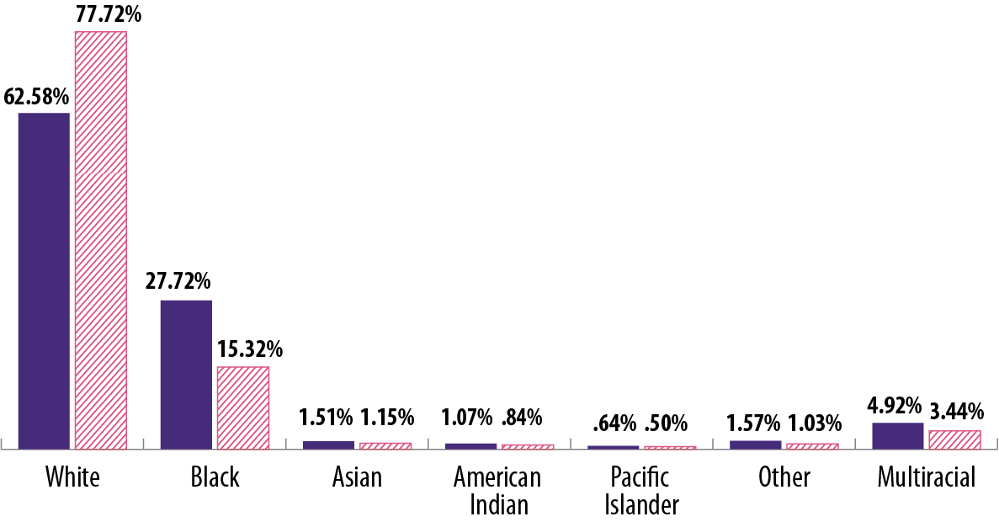 77.72%
62.58%
27.72%
15.32%
1.51% 1.15%
1.07% .84%
.64% .50%
1.57% 1.03%
4.92% 3.44%
White
Black
Asian
American
Indian
Pacific
Islander
Other
Multiracial